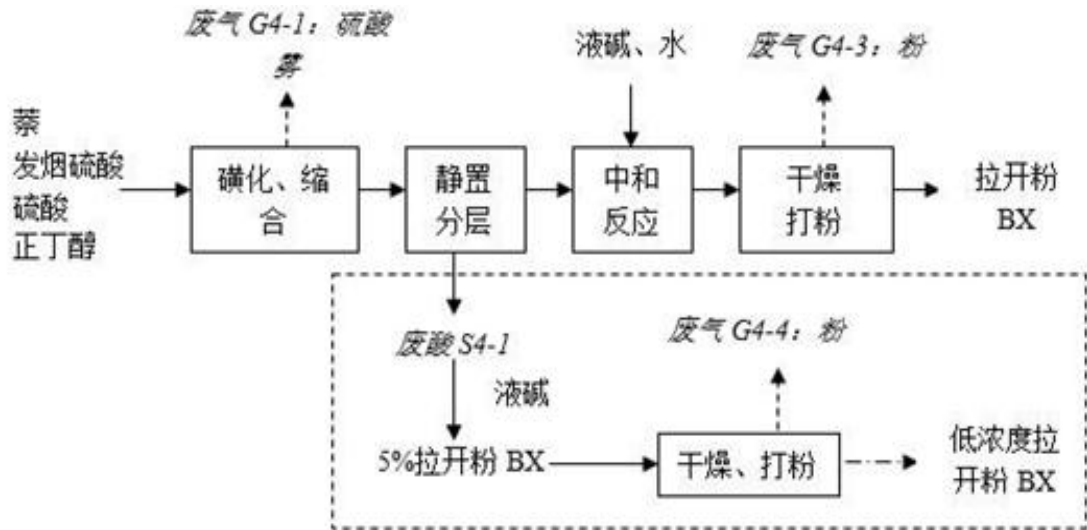 废气 G4-1：硫酸
雾
液碱、水
废气 G4-3：粉
萘
发烟硫酸
硫酸
正丁醇
磺化、缩
合
静置
分层
中和
反应
干燥
打粉
拉开粉
BX
废酸 S4-1
液碱
废气 G4-4：粉
5%拉开粉 BX
干燥、打粉
低浓度拉
开粉 BX